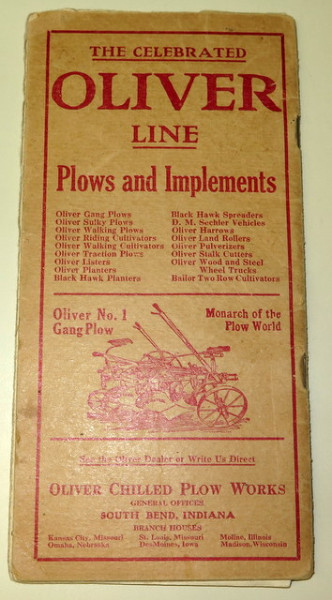 THE CELEBRATED
OLIVER
LINE
Plows and Implements
Oliver Gang Plows
Oliver Sulky Plows
Oliver Walking Plows
Oliver Riding Cultivators
Oliver Walking Cultivators
Oliver Traction Plows
Oliver Listers
Oliver Planters
Black Hawk Planters
Black Hawk Spreaders
D. M. Sechler Vehicles
Oliver Harrows
Oliver Land Rollers
Oliver Pulverizers
Oliver Stalk Cutters
Oliver Wood and Steel
Wheel Trucks
Bailor Two Row Cultivators
Oliver No. 1
Gang Plow
Monarch of the
Plow World
See the Oliver Dealer or Write Us Direct
OLIVER CHILLED PLOW WORKS
GENERAL OFFICES
SOUTH BEND, INDIANA
BRANCH HOUSES
Kansas City, Missouri St. Louis, Missouri Moline, Illinois
Omaha, Nebraska DesMoines, Iowa Madison, Wisconsin